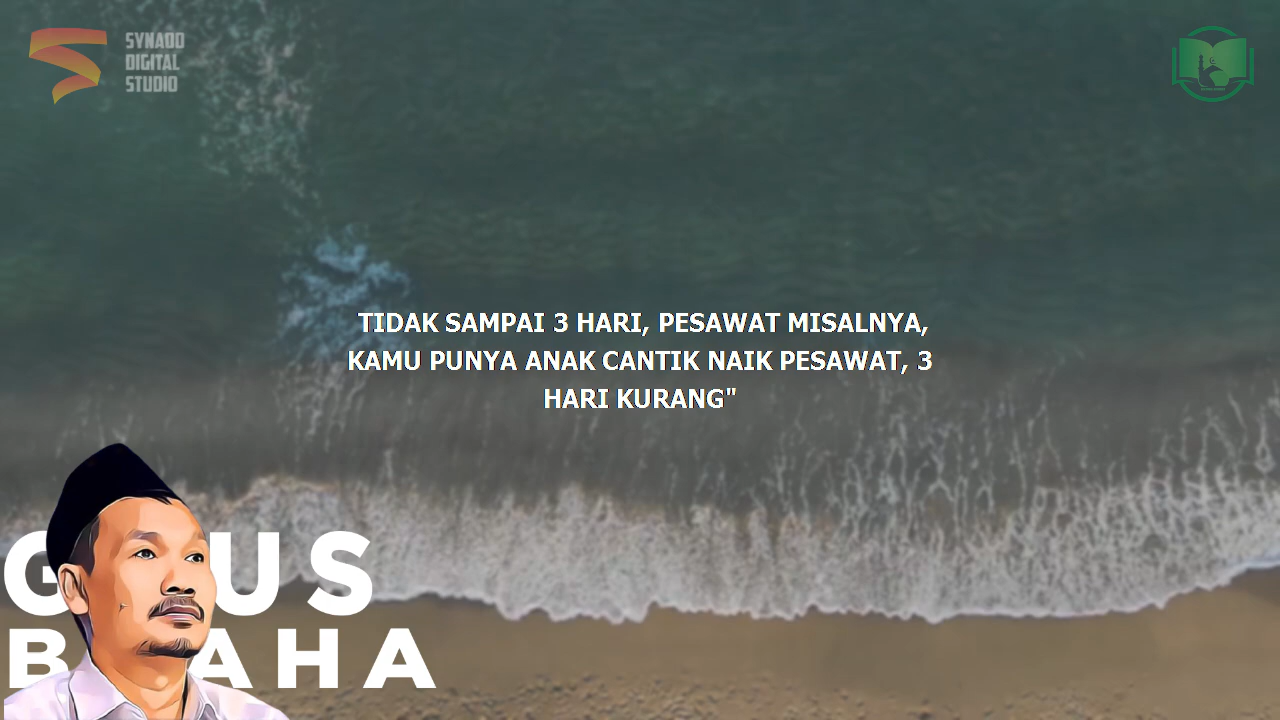 SYNAOD
DIGITAL
STUDIO
TIDAK SAMPAI 3 HARI, PESAWAT MISALNYA,
KAMU PUNYA ANAK CANTIK NAIK PESAWAT, 3
HARI KURANG"
GUS
BAHA